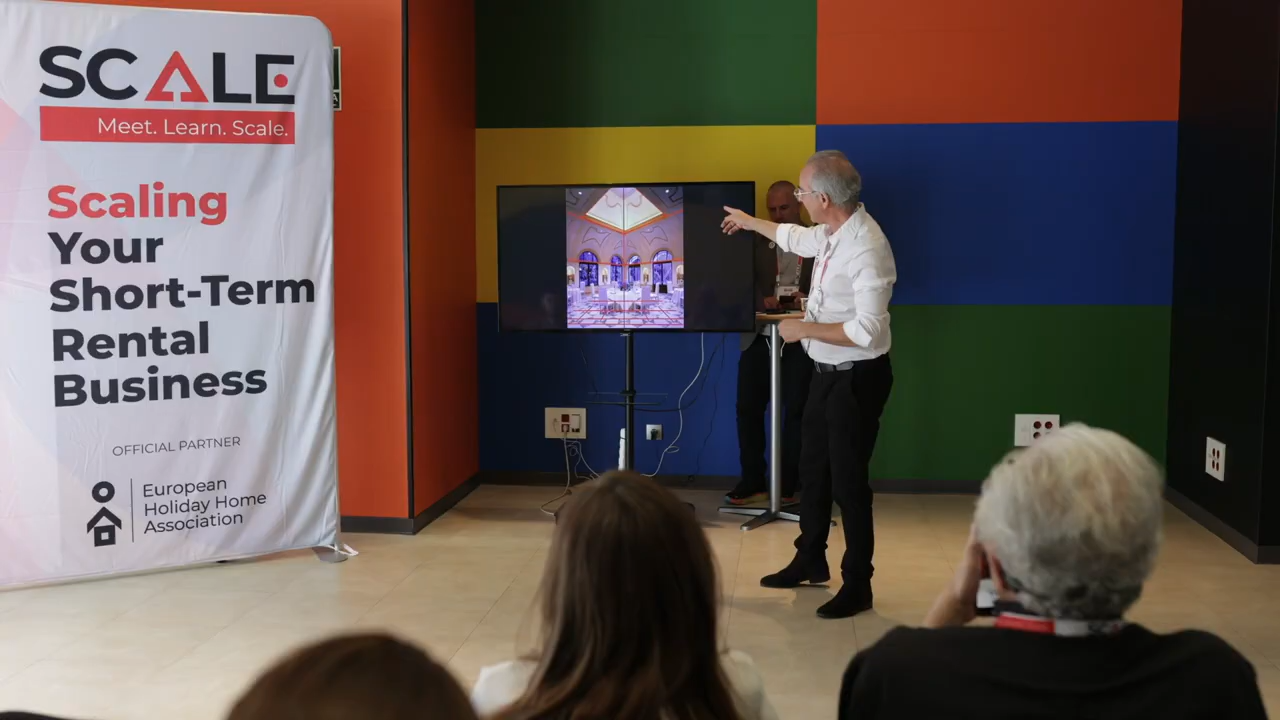 SCALE
Meet. Learn. Scale.
Scaling
Your
Short-Term
Rental
Business
OFFICIAL PARTNER
European
Holiday Home
Association